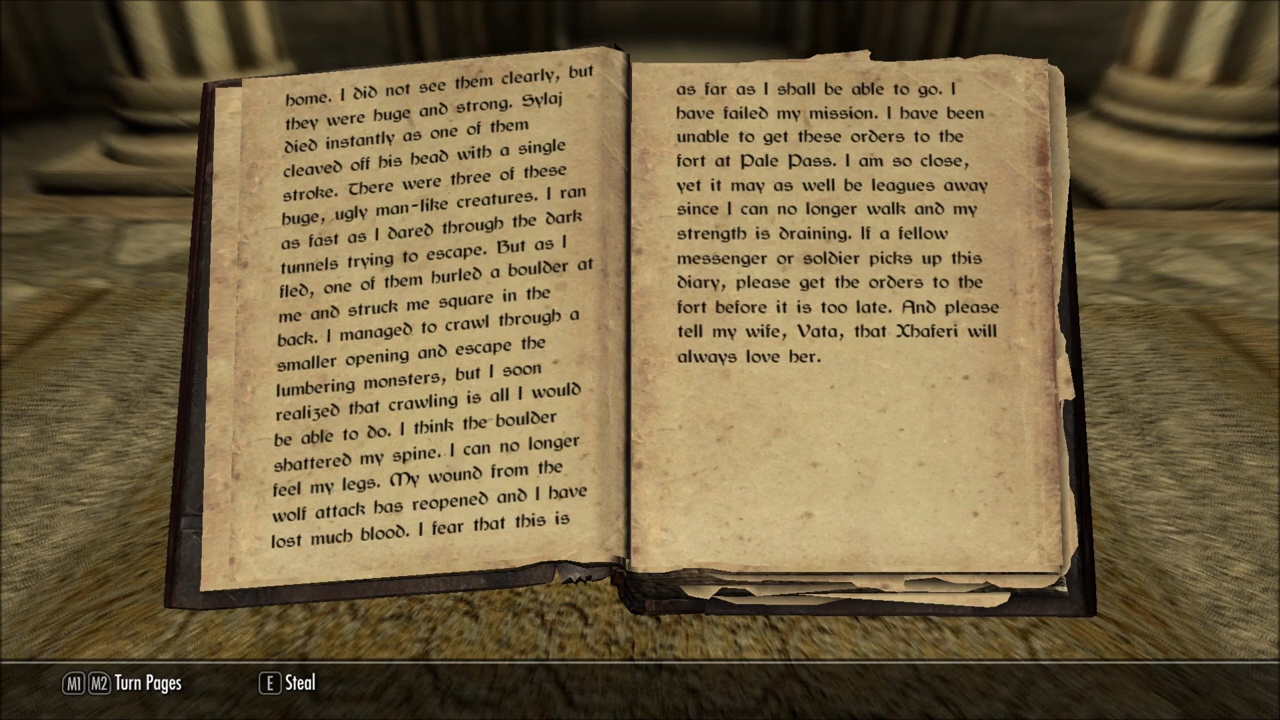 home. I did not see them clearly, but
they were huge and strong. Sylaj
died instantly as one of them
cleaved off his head with a single
stroke. There were three of these
huge, ugly man-like creatures. I ran
as fast as I dared through the dark
tunnels trying to escape. But as I
fled, one of them hurled a boulder at
me and struck me square in the
back. I managed to crawl through a
smaller opening and escape the
lumbering monsters, but I soon
realized that crawling is all I would
be able to do. I think the boulder
shattered my spine. I can no longer
feel my legs. My wound from the
wolf attack has reopened and I have
lost much blood. I fear that this is
as far as I shall be able to go. I
have failed my mission. I have been
unable to get these orders to the
fort at Pale Pass. I am so close,
yet it may as well be leagues away
since I can no longer walk and my
strength is draining. If a fellow
messenger or soldier picks up this
diary, please get the orders to the
fort before it is too late. And please
tell my wife, Vata, that Xhaferi will
always love her.
M1 M2 Turn Pages E Steal